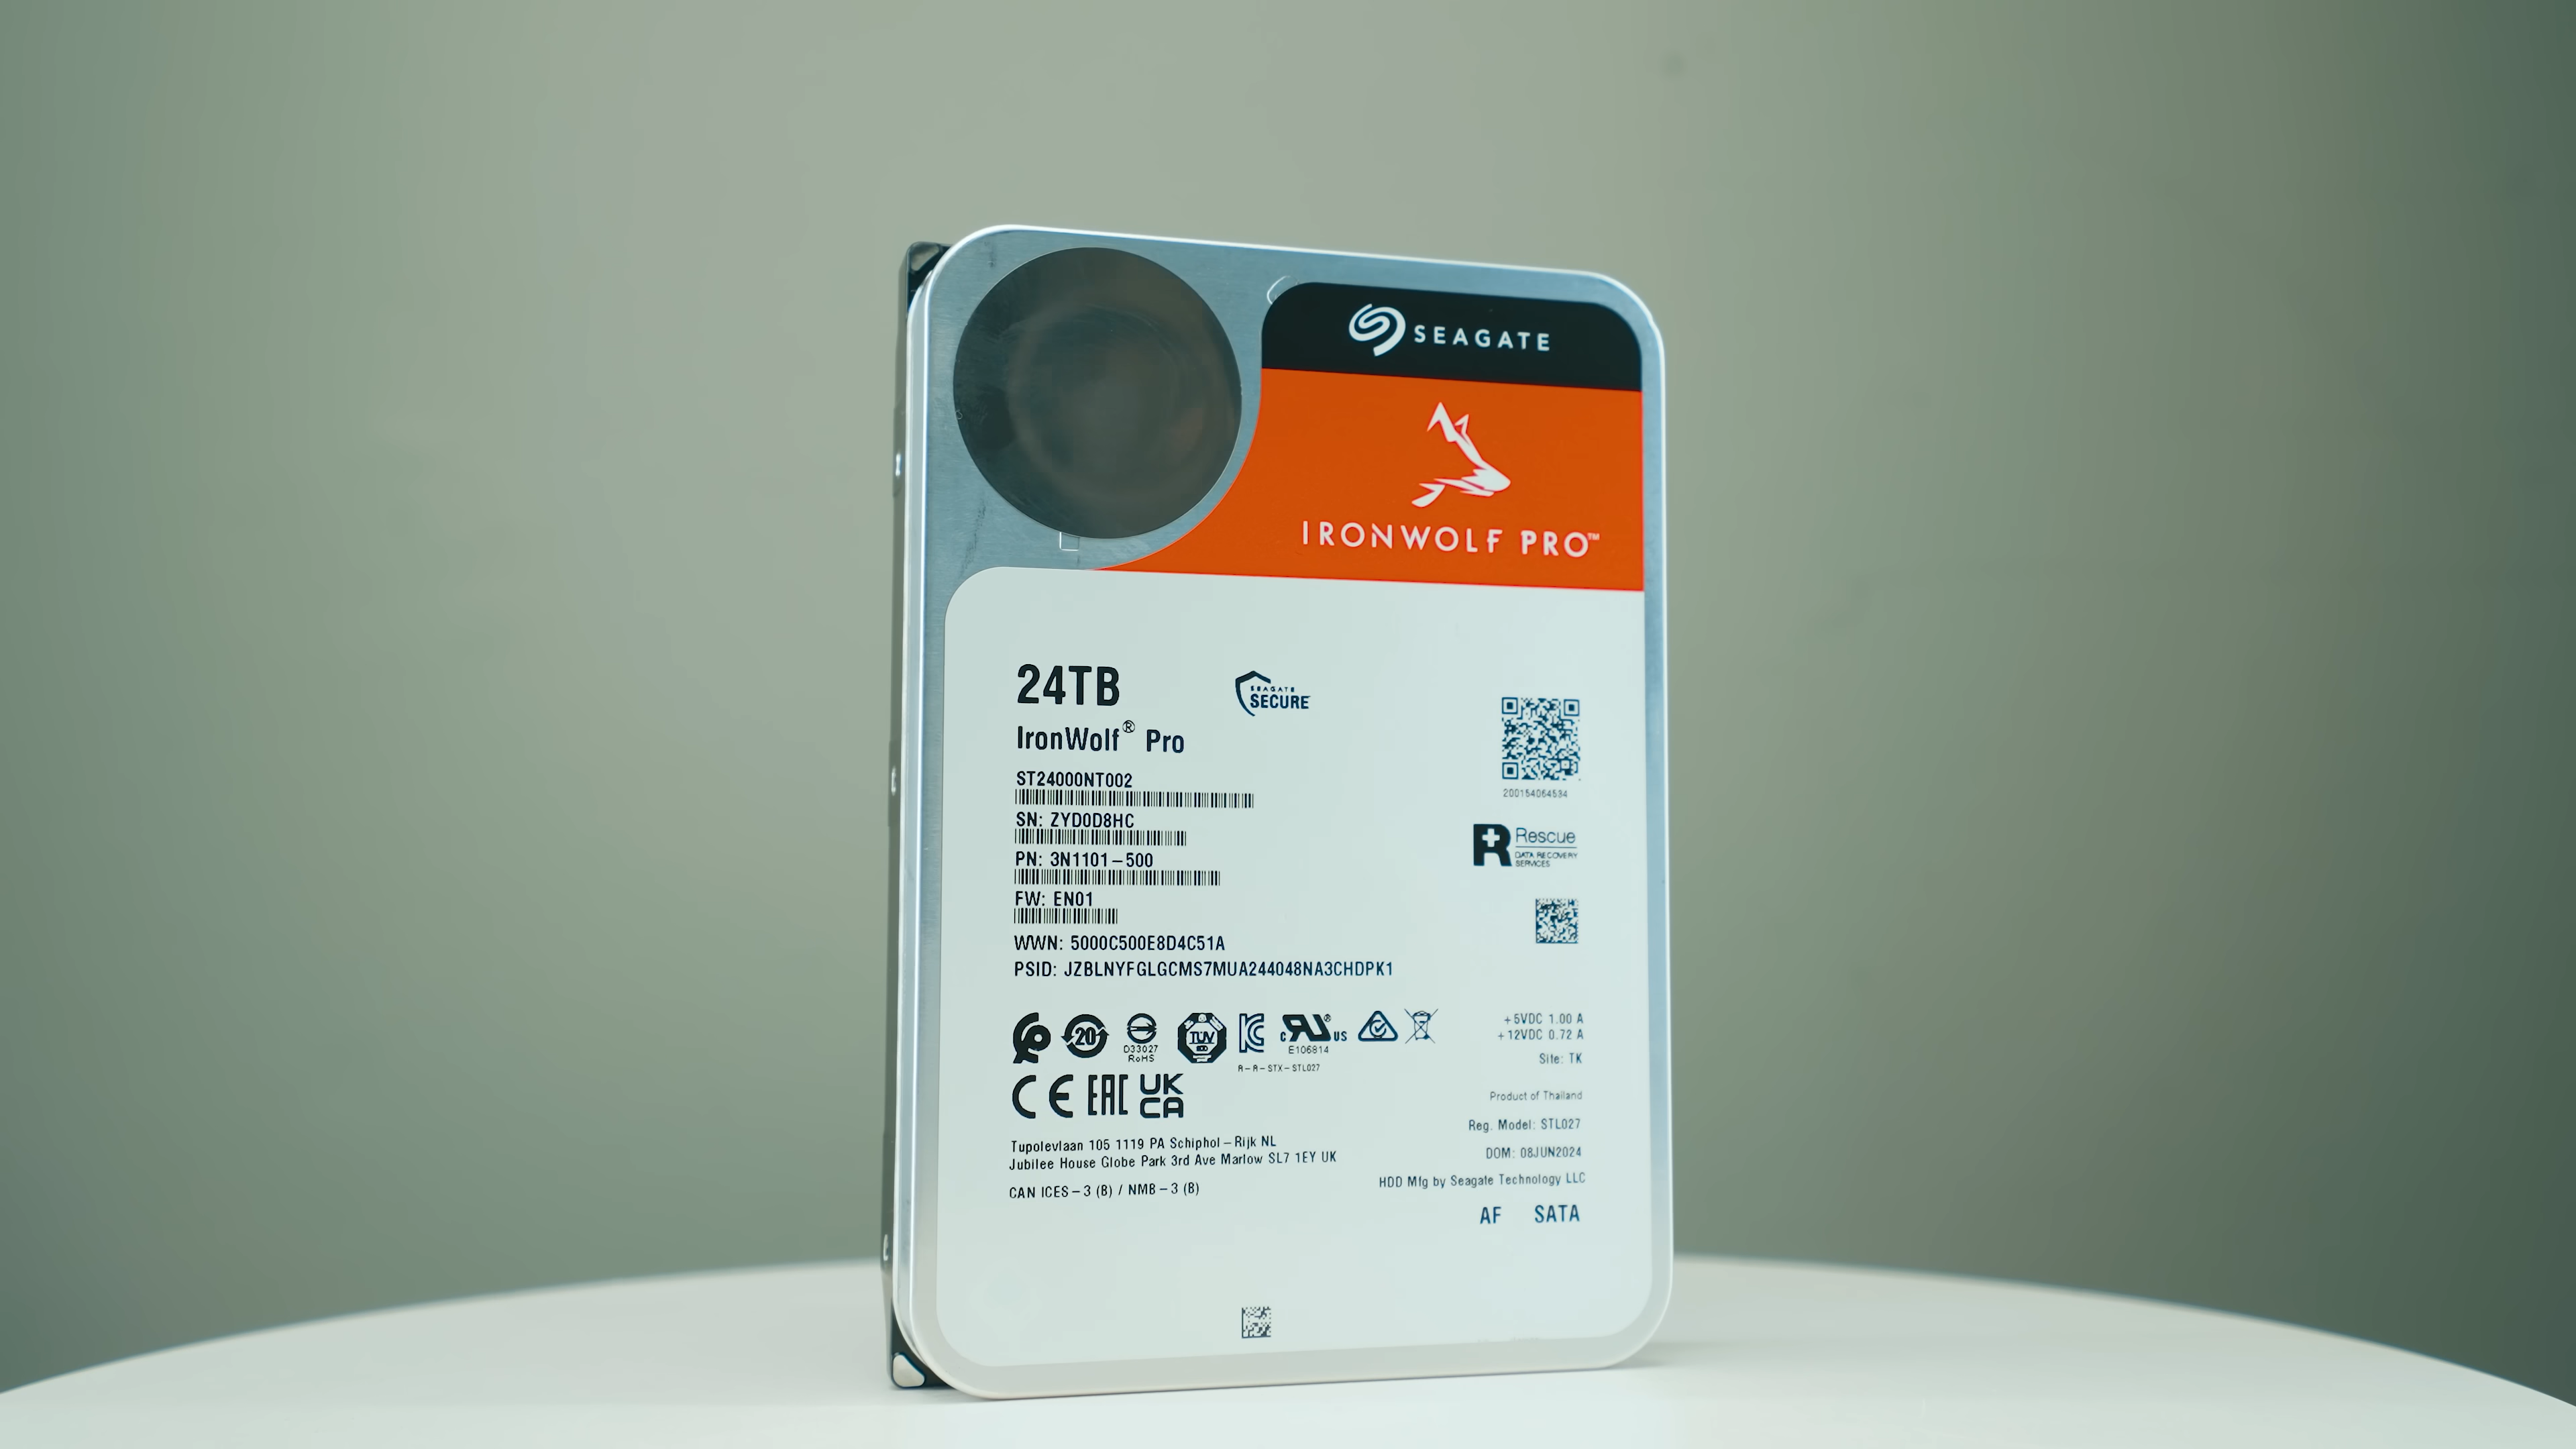 SEAGATE
IRONWOLF PRO™
24TB
SEAGATE
SECURE
IronWolf® Pro
ST24000NT002
SN: ZYD0D8HC
PN: 3N1101-500
FW: EN01
WWN: 5000C500E8D4C51A
PSID: JZBLNYFGLGCMS7MUA244048NA3CHDPK1
200154064534
R Rescue
DATA RECOVERY
SERVICES
20
D33027
RoHS
TÜV
c RU® US
E106814
R-R-STX-STL027
CE EAC UK
CA
+5VDC 1.00 A
+12VDC 0.72 A
Site: TK
Product of Thailand
Reg. Model: STL027
DOM: 08JUN2024
HDD Mfg by Seagate Technology LLC
AF SATA
Tupolevlaan 105 1119 PA Schiphol-Rijk NL
Jubilee House Globe Park 3rd Ave Marlow SL7 1EY UK
CAN ICES-3 (B) / NMB-3 (B)